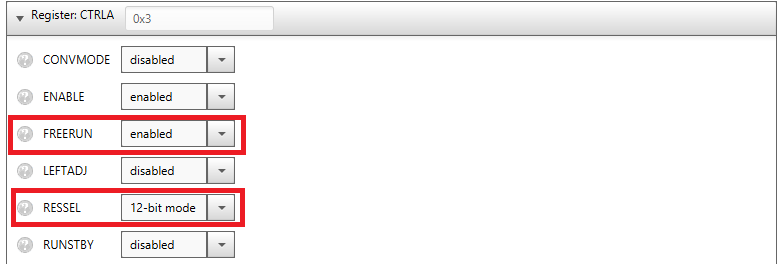 Register: CTRLA 0x3
? CONVMODE disabled
? ENABLE enabled
? FREERUN enabled
? LEFTADJ disabled
? RESSEL 12-bit mode
? RUNSTBY disabled